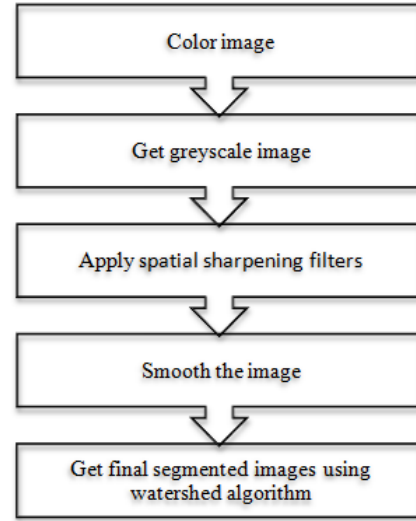 Color image
Get greyscale image
Apply spatial sharpening filters
Smooth the image
Get final segmented images using
watershed algorithm